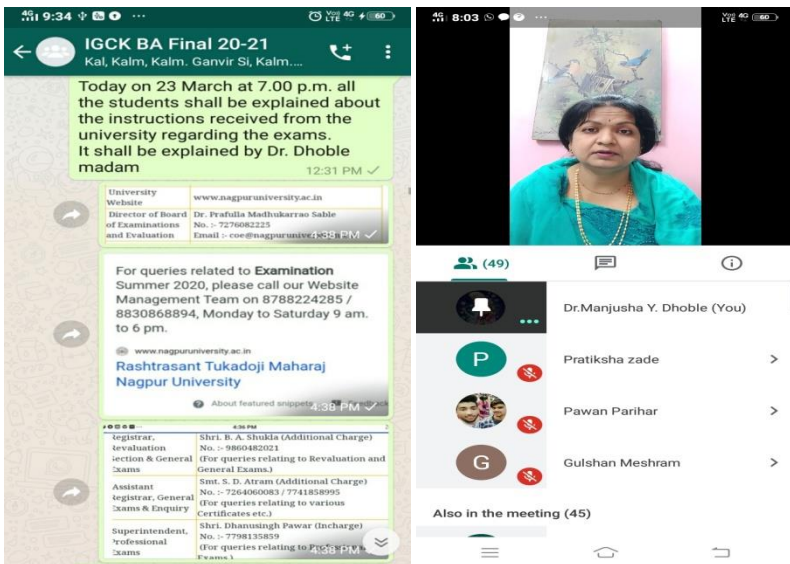 9:34
60
IGCK BA Final 20-21
Kal, Kalm, Kalm. Ganvir Si, Kalm....
Today on 23 March at 7.00 p.m. all
the students shall be explained about
the instructions received from the
university regarding the exams.
It shall be explained by Dr. Dhoble
madam
12:31 PM
University
Website
www.nagpuruniversity.ac.in
Director of Board
of Examinations
and Evaluation
Dr. Prafulla Madhukarrao Sable
No. :- 7276082225
Email :- coe@nagpuruniver
4:38 PM
For queries related to Examination
Summer 2020, please call our Website
Management Team on 8788224285 /
8830868894, Monday to Saturday 9 am.
to 6 pm.
www.nagpuruniversity.ac.in
Rashtrasant Tukadoji Maharaj
Nagpur University
About featured snippets
Feedback
4:38 PM
4:36 PM
Registrar,
Revaluation
Section & General
Exams
Shri. B. A. Shukla (Additional Charge)
No. :- 9860482021
(For queries relating to Revaluation and
General Exams.)
Assistant
Registrar, General
Exams & Enquiry
Smt. S. D. Atram (Additional Charge)
No. :- 7264060083 / 7741858995
(For queries relating to various
Certificates etc.)
Superintendent,
Professional
Exams
Shri. Dhanusingh Pawar (Incharge)
No. :- 7798135859
(For queries relating to
Exams.)
4:38 PM
8:03
60
(49)
Dr.Manjusha Y. Dhoble (You)
P
Pratiksha zade
Pawan Parihar
G
Gulshan Meshram
Also in the meeting (45)